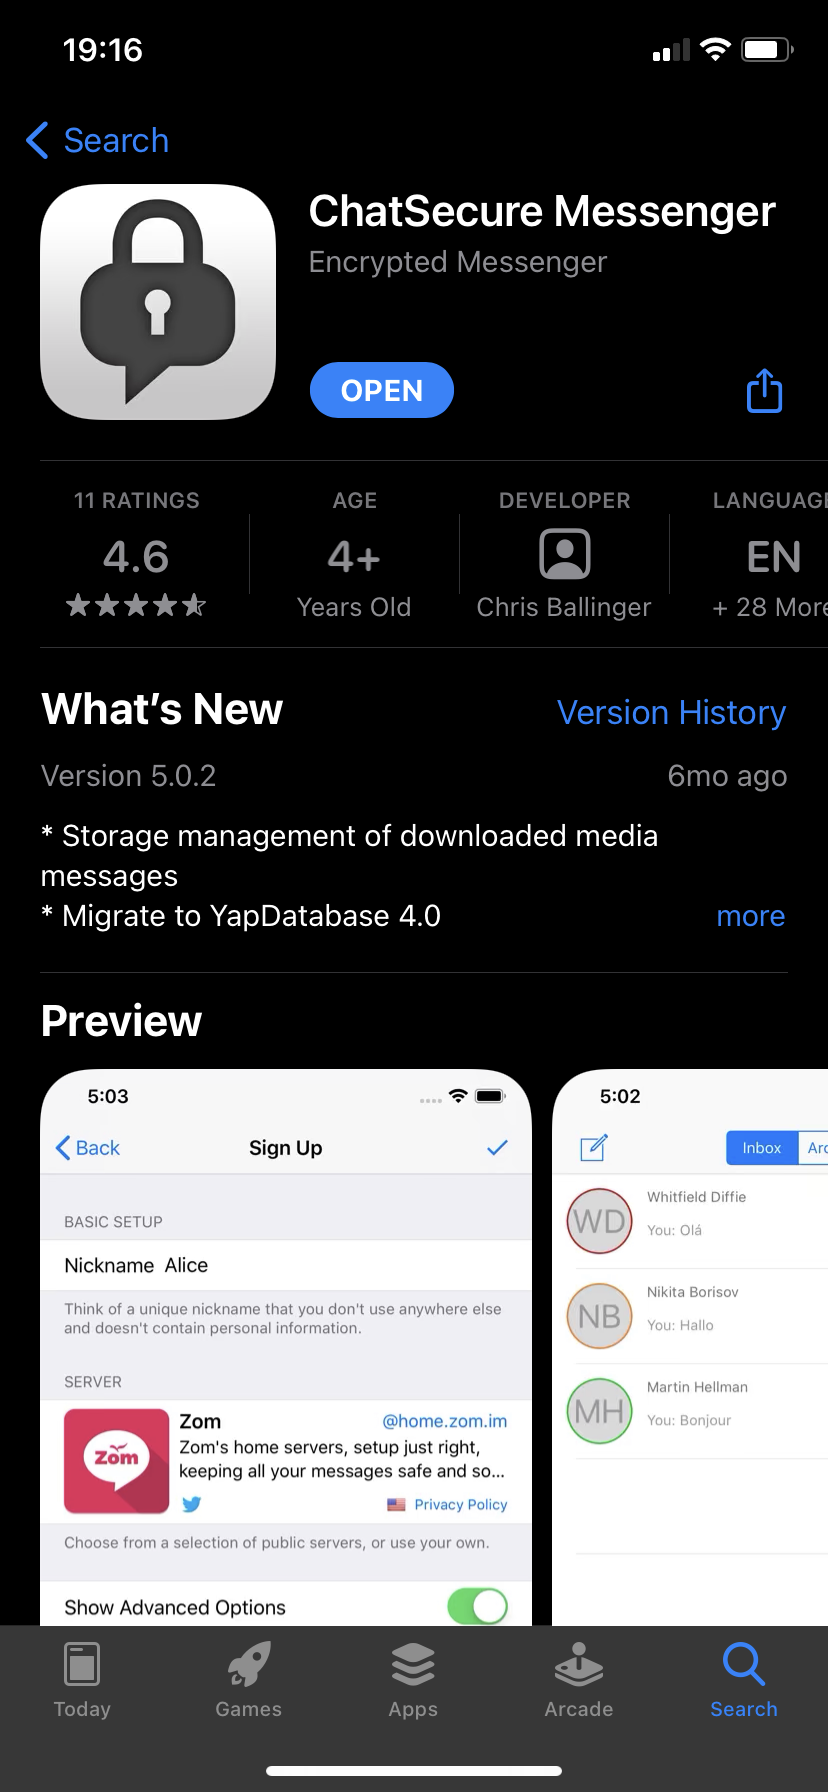 19:16
Search
ChatSecure Messenger
Encrypted Messenger
OPEN
11 RATINGS
AGE
DEVELOPER
LANGUAGE
4.6
4+
EN
Years Old
Chris Ballinger
+ 28 More
What's New
Version History
Version 5.0.2
6mo ago
* Storage management of downloaded media
messages
* Migrate to YapDatabase 4.0
more
Preview
5:03
Back
Sign Up
BASIC SETUP
Nickname Alice
Think of a unique nickname that you don't use anywhere else
and doesn't contain personal information.
SERVER
Zom
Zom
@home.zom.im
Zom's home servers, setup just right,
keeping all your messages safe and so...
Privacy Policy
Choose from a selection of public servers, or use your own.
Show Advanced Options
5:02
Inbox
Arc
WD
Whitfield Diffie
You: Olá
NB
Nikita Borisov
You: Hallo
MH
Martin Hellman
You: Bonjour
Today
Games
Apps
Arcade
Search